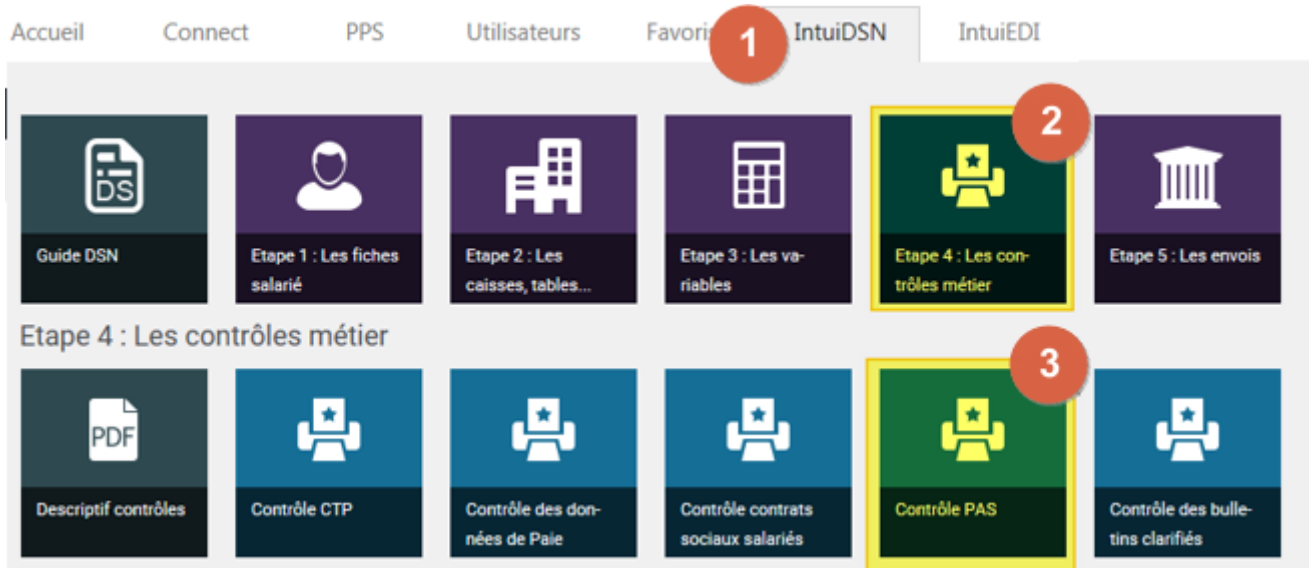 Accueil Connect PPS Utilisateurs Favoris 1 IntuiDSN IntuiEDI
2
DS
Guide DSN
Etape 1 : Les fiches
salarié
Etape 2 : Les
caisses, tables...
Etape 3 : Les va-
riables
Etape 4 : Les con-
trôles métier
Etape 5 : Les envois
Etape 4 : Les contrôles métier
3
PDF
Descriptif contrôles
Contrôle CTP
Contrôle des don-
nées de Paie
Contrôle contrats
sociaux salariés
Contrôle PAS
Contrôle des bulle-
tins clarifiés